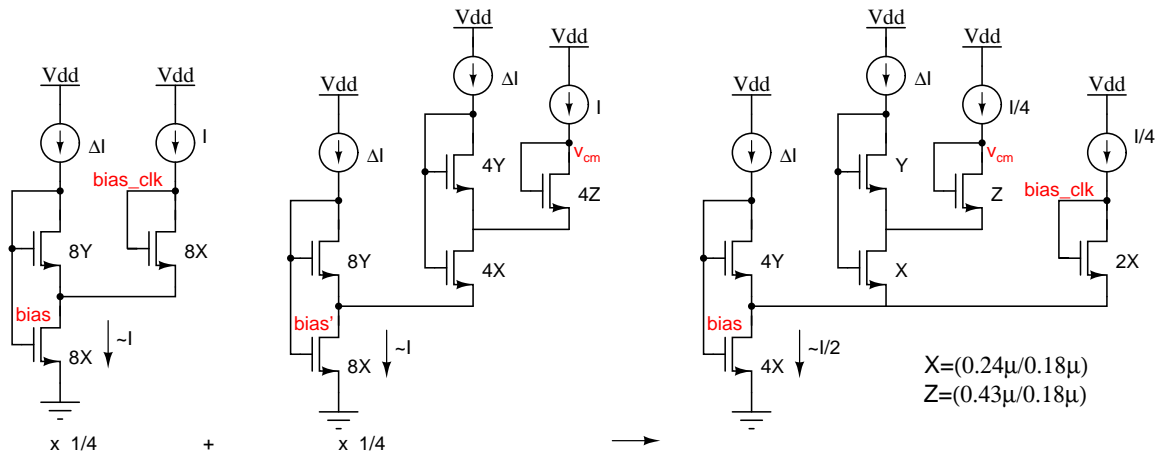 Vdd
ΔI
Vdd
I
bias_clk
8Y
8X
bias
8X
~I
x 1/4
+
Vdd
ΔI
Vdd
ΔI
Vdd
I
v_cm
4Y
4Z
8Y
4X
bias'
8X
~I
x 1/4
Vdd
ΔI
Vdd
ΔI
Vdd
I/4
v_cm
Vdd
I/4
bias_clk
Y
Z
4Y
X
2X
bias
4X
~I/2
X=(0.24μ/0.18μ)
Z=(0.43μ/0.18μ)